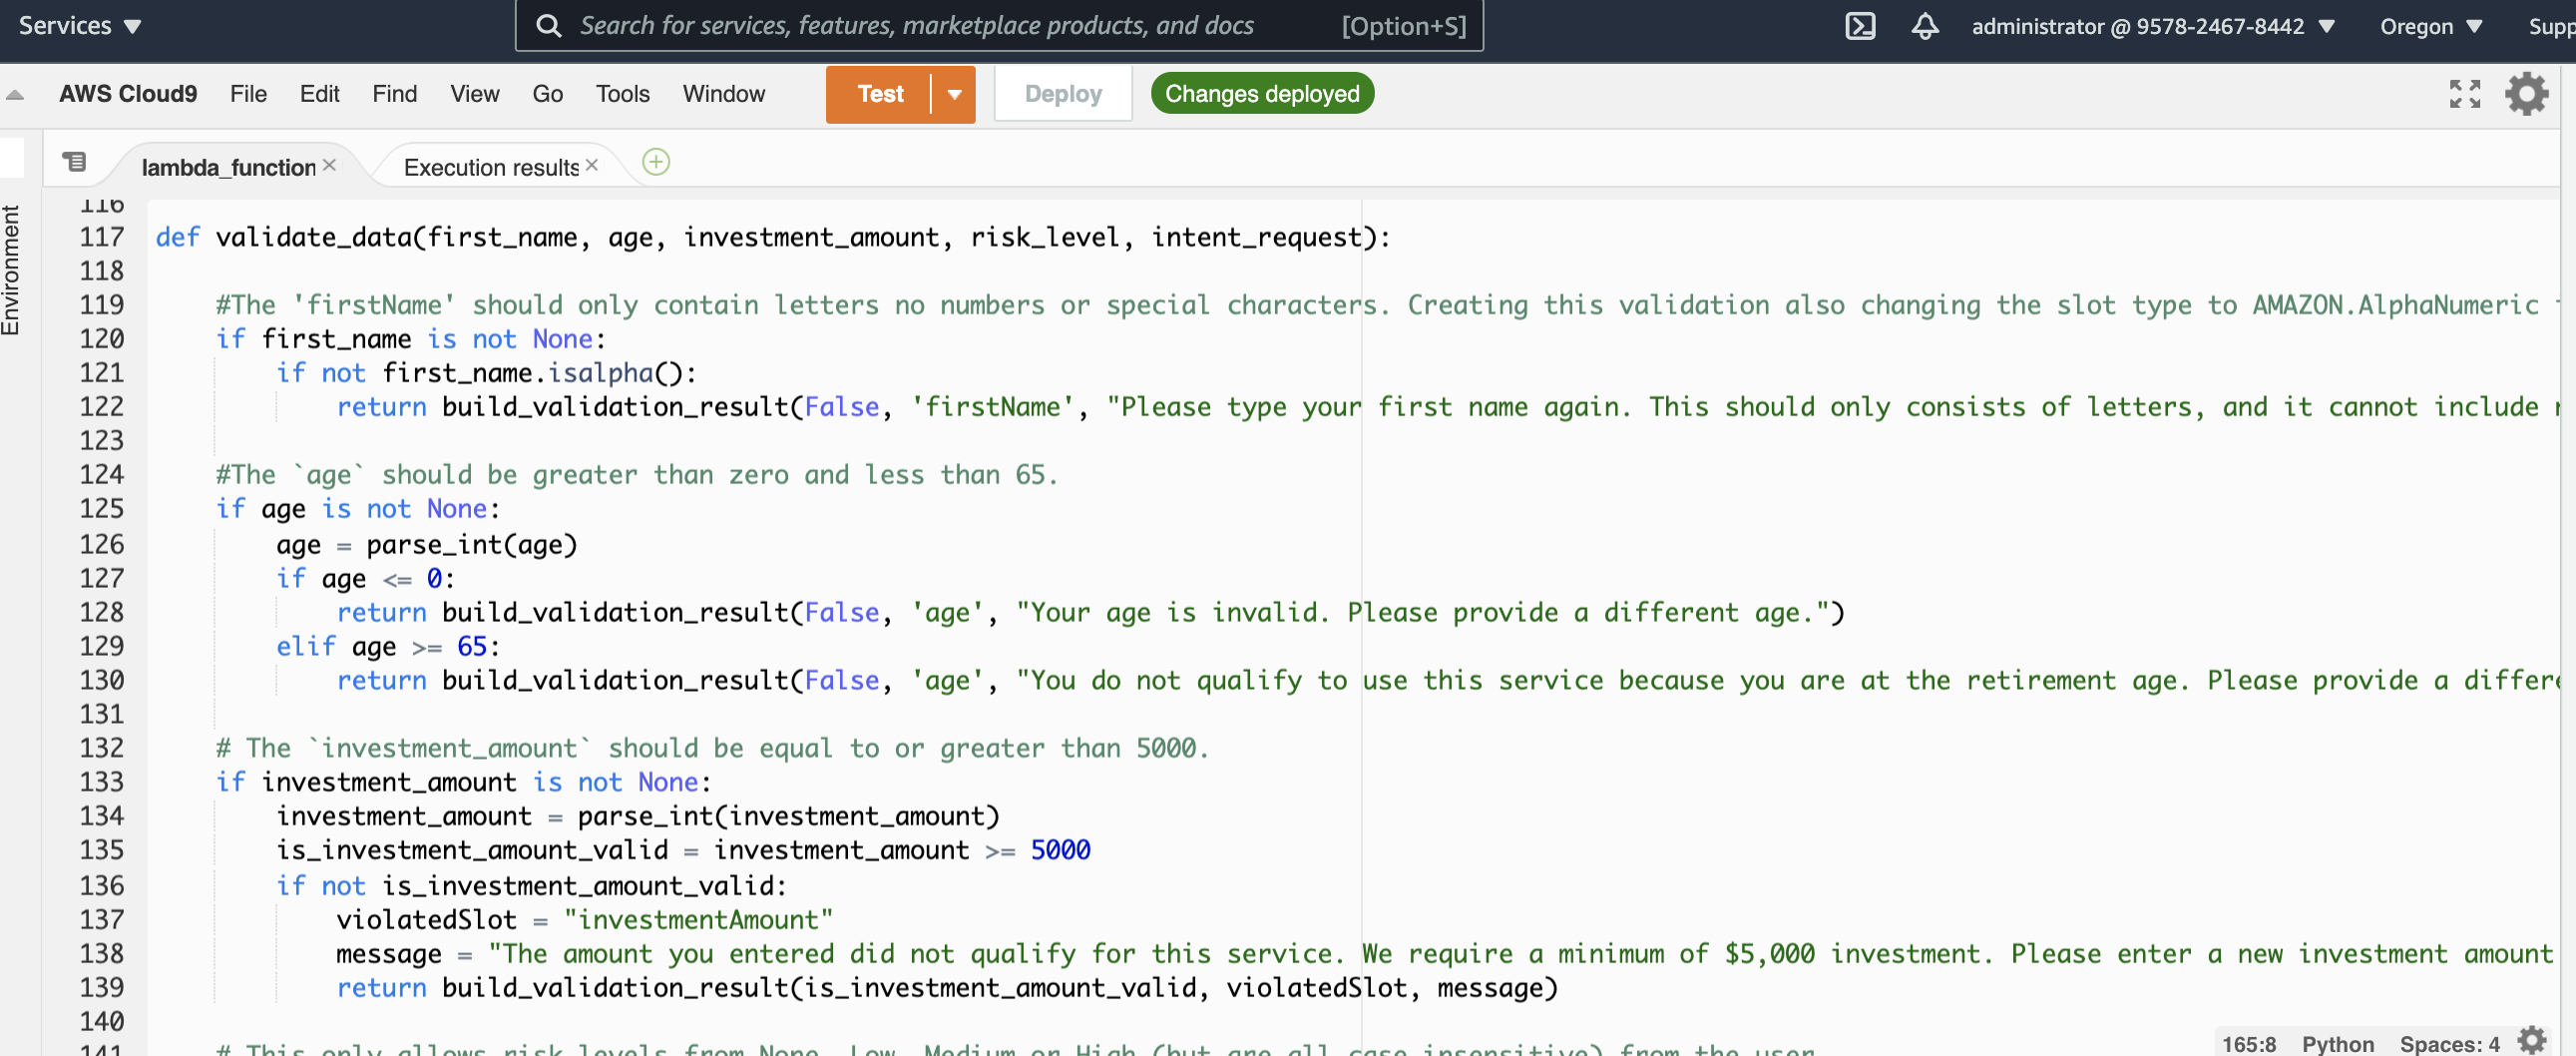 Services ▼ Search for services, features, marketplace products, and docs [Option+S] administrator @ 9578-2467-8442 ▼ Oregon ▼ Supp
AWS Cloud9 File Edit Find View Go Tools Window Test Deploy Changes deployed
lambda_function × Execution results ×
Environment
116
117 def validate_data(first_name, age, investment_amount, risk_level, intent_request):
118
119 #The 'firstName' should only contain letters no numbers or special characters. Creating this validation also changing the slot type to AMAZON.AlphaNumeric
120 if first_name is not None:
121 if not first_name.isalpha():
122 return build_validation_result(False, 'firstName', "Please type your first name again. This should only consists of letters, and it cannot include
123
124 #The `age` should be greater than zero and less than 65.
125 if age is not None:
126 age = parse_int(age)
127 if age <= 0:
128 return build_validation_result(False, 'age', "Your age is invalid. Please provide a different age.")
129 elif age >= 65:
130 return build_validation_result(False, 'age', "You do not qualify to use this service because you are at the retirement age. Please provide a differe
131
132 # The `investment_amount` should be equal to or greater than 5000.
133 if investment_amount is not None:
134 investment_amount = parse_int(investment_amount)
135 is_investment_amount_valid = investment_amount >= 5000
136 if not is_investment_amount_valid:
137 violatedSlot = "investmentAmount"
138 message = "The amount you entered did not qualify for this service. We require a minimum of $5,000 investment. Please enter a new investment amount
139 return build_validation_result(is_investment_amount_valid, violatedSlot, message)
140
141 # This only allows risk levels from None, Low, Medium or High (but are all case insensitive) from the user
165:8 Python Spaces: 4